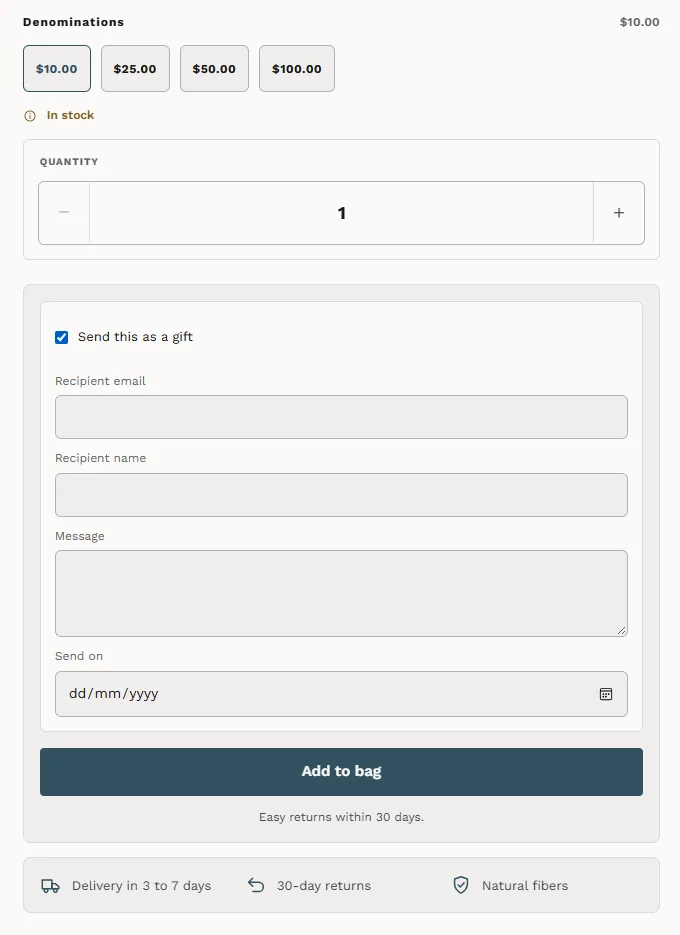 Denominations $10.00
$10.00 $25.00 $50.00 $100.00
In stock
QUANTITY
− 1 +
Send this as a gift
Recipient email
Recipient name
Message
Send on
dd/mm/yyyy
Add to bag
Easy returns within 30 days.
Delivery in 3 to 7 days 30-day returns Natural fibers